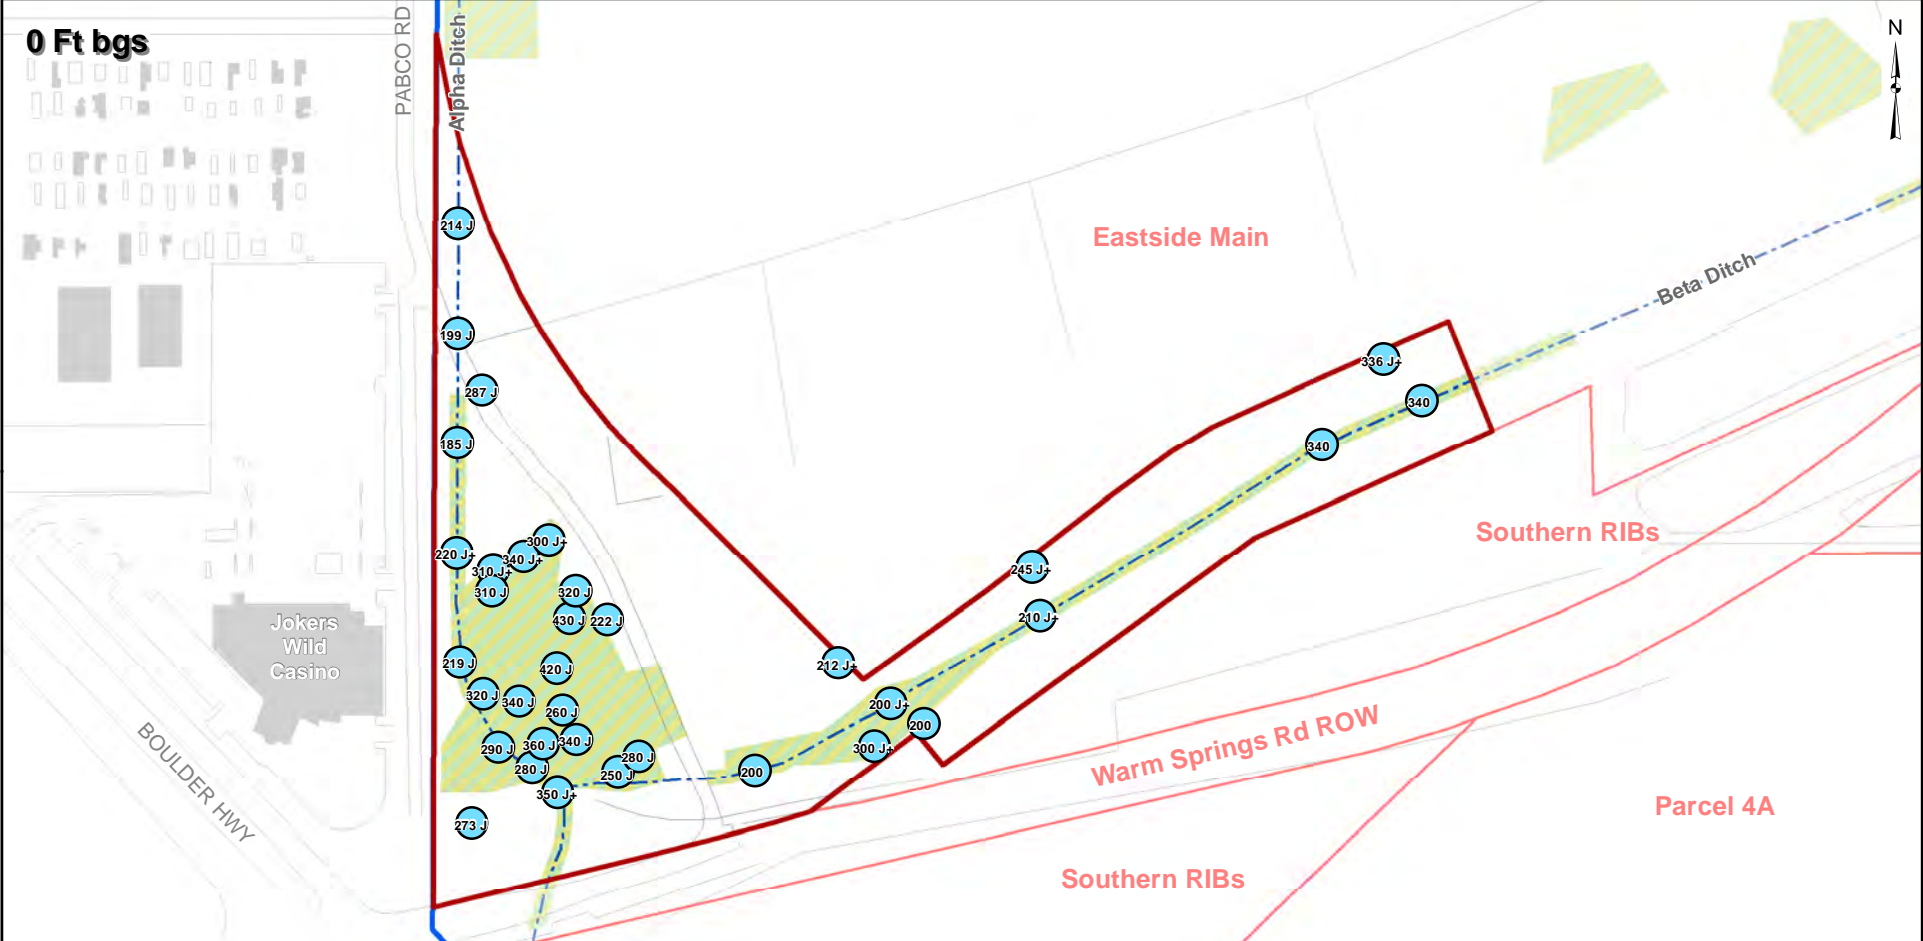 0 Ft bgs
PABCO RD
Alpha Ditch
N
214 J
Eastside Main
Beta Ditch
199 J
336 J+
287 J
340
185 J
340
Southern RIBs
300 J+
220 J+
340 J+
310 J+
245 J+
310 J
320 J
430 J
222 J
210 J+
Jokers
Wild
Casino
219 J
420 J
212 J+
320 J
340 J
260 J
200 J+
200
290 J
360 J
340 J
300 J+
Warm Springs Rd ROW
280 J
280 J
250 J
200
350 J+
BOULDER HWY
273 J
Parcel 4A
Southern RIBs